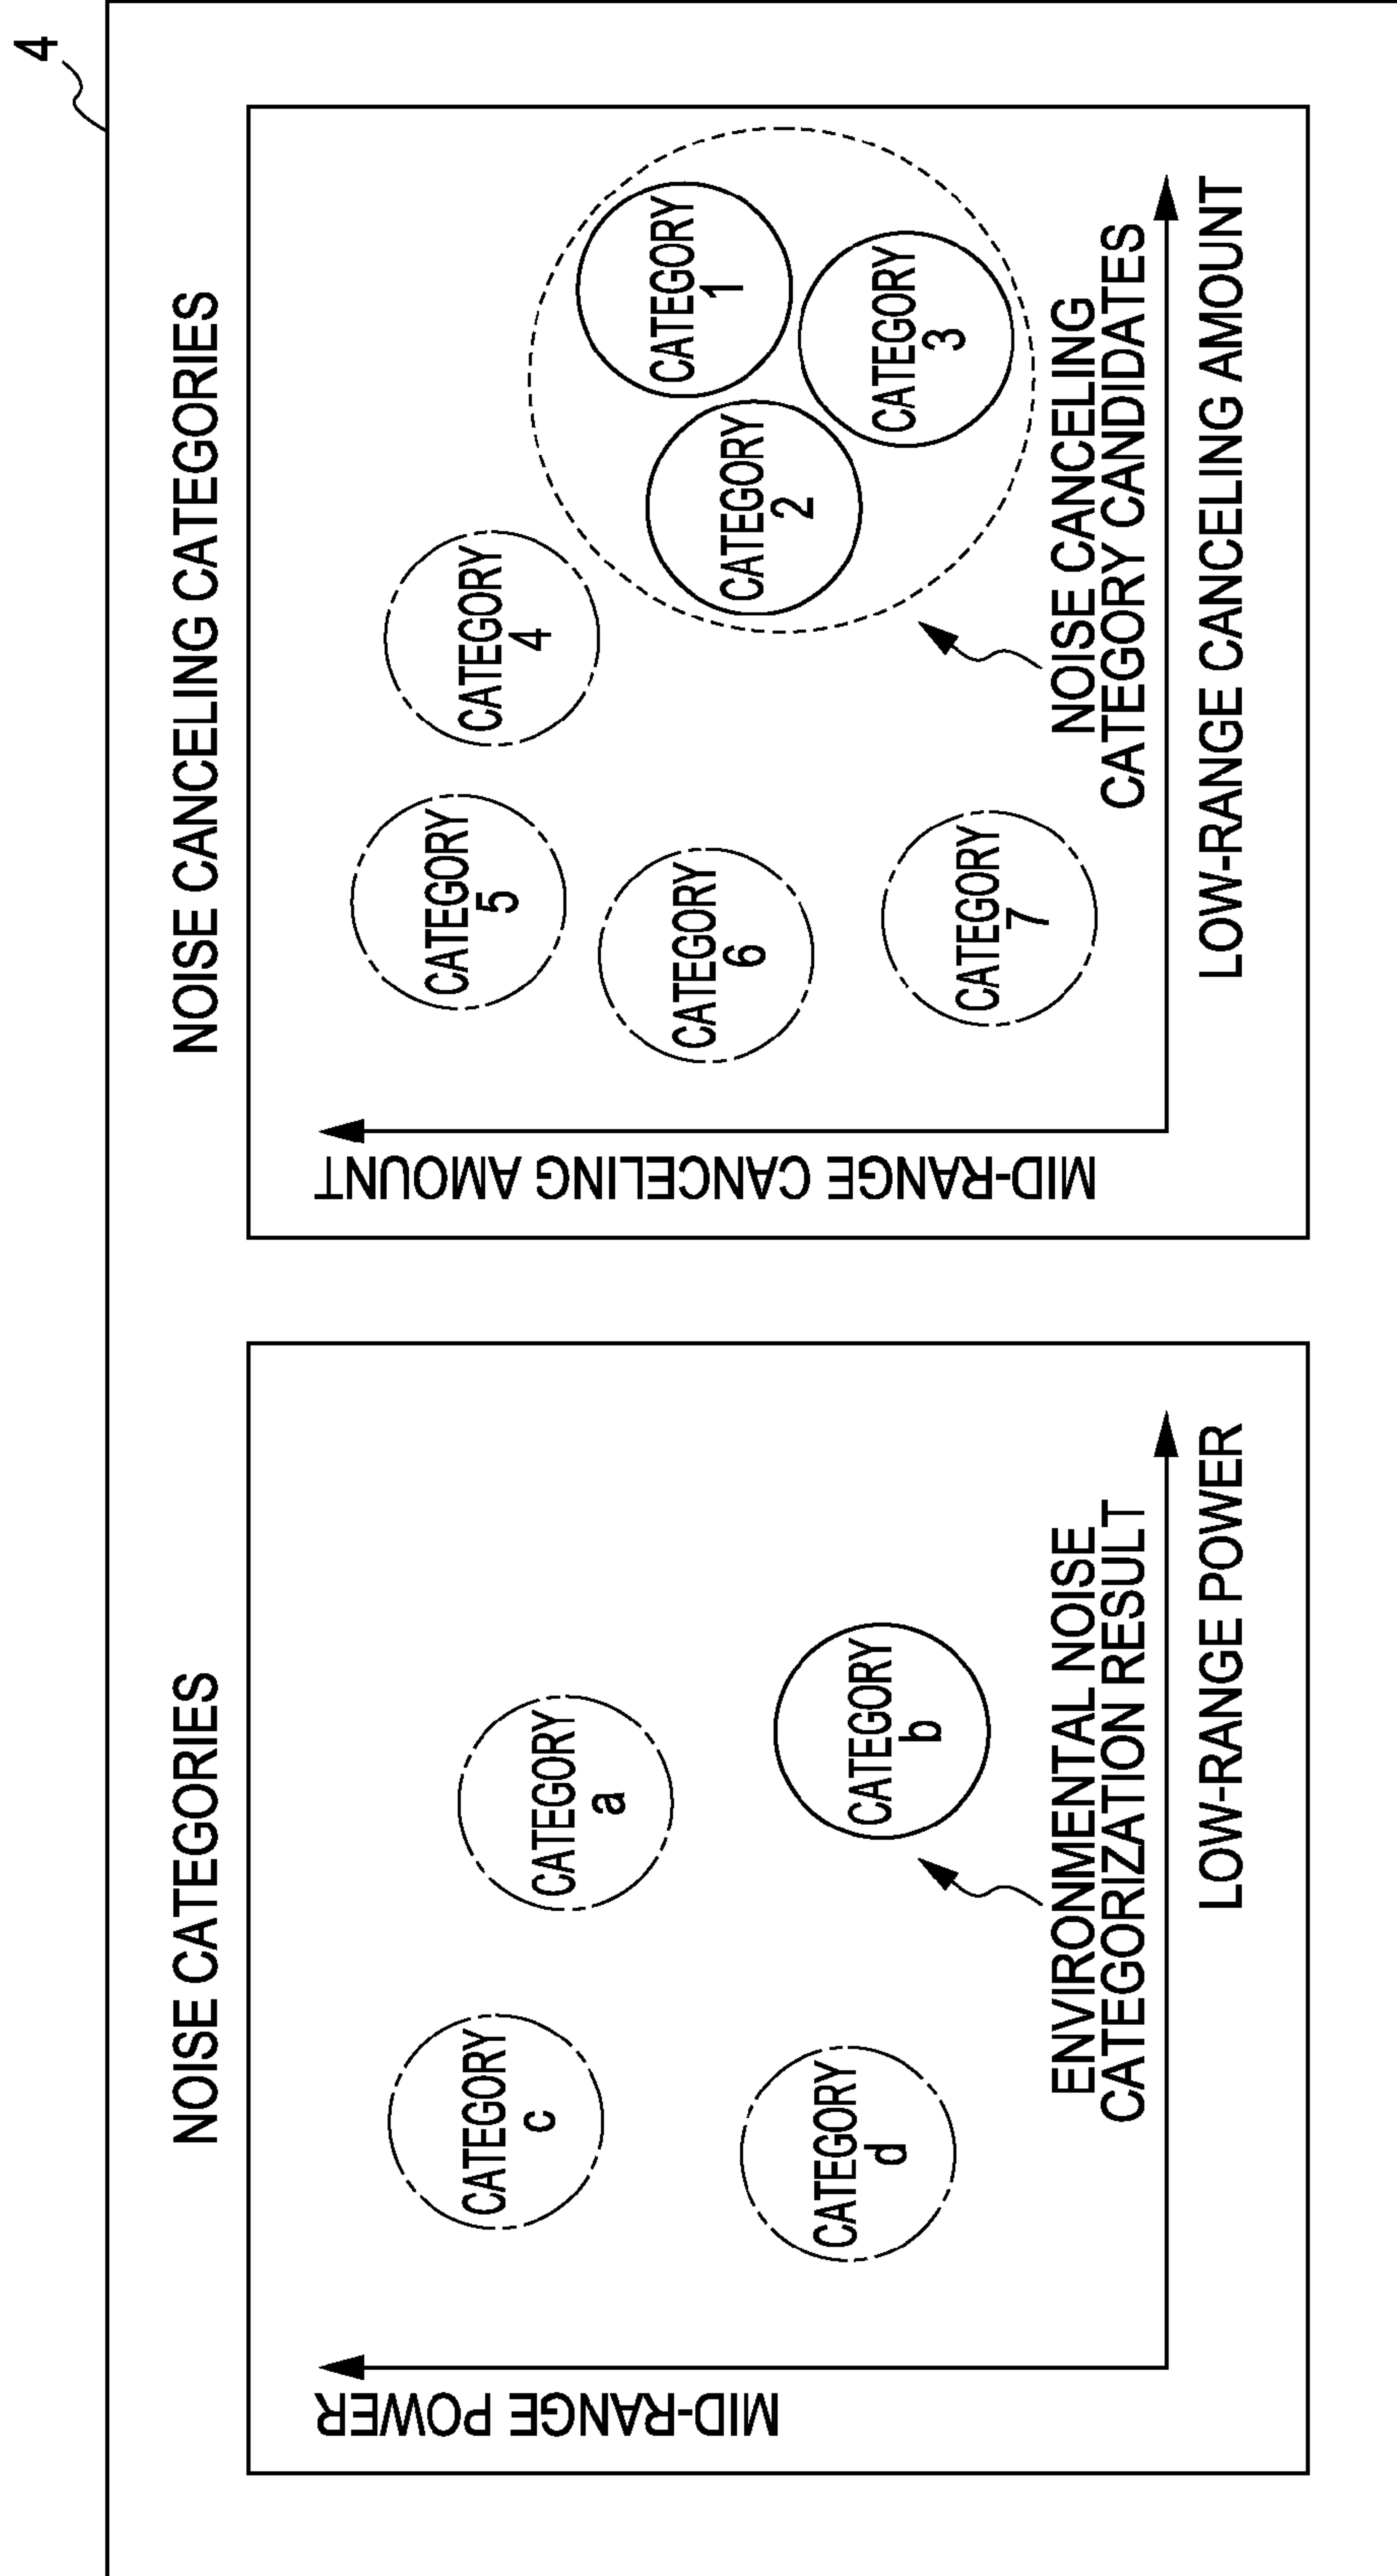 4
NOISE CATEGORIES
MID-RANGE POWER
CATEGORY
c
CATEGORY
a
CATEGORY
d
CATEGORY
b
ENVIRONMENTAL NOISE
CATEGORIZATION RESULT
LOW-RANGE POWER
NOISE CANCELING CATEGORIES
MID-RANGE CANCELING AMOUNT
CATEGORY
5
CATEGORY
4
CATEGORY
6
CATEGORY
2
CATEGORY
1
CATEGORY
7
CATEGORY
3
NOISE CANCELING
CATEGORY CANDIDATES
LOW-RANGE CANCELING AMOUNT